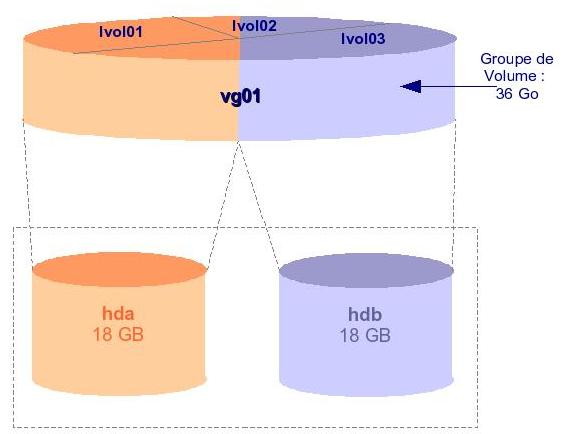 lvol01
lvol02
lvol03
Groupe de
Volume :
36 Go
vg01
hda
18 GB
hdb
18 GB